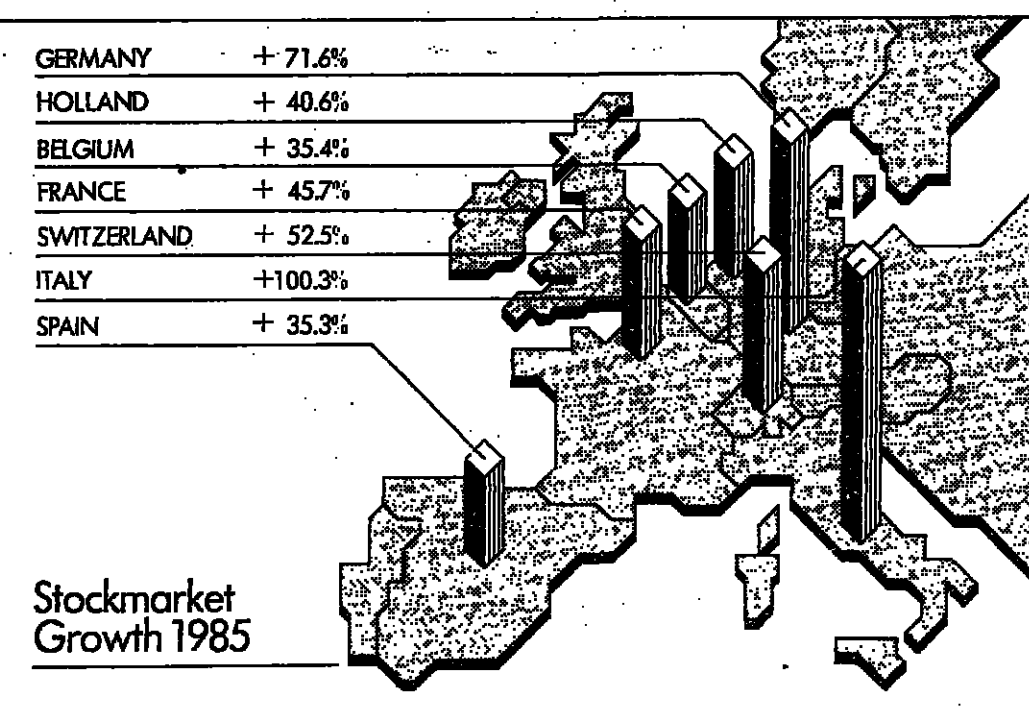 GERMANY + 71.6%
HOLLAND + 40.6%
BELGIUM + 35.4%
FRANCE + 45.7%
SWITZERLAND + 52.5%
ITALY +100.3%
SPAIN + 35.3%
Stockmarket
Growth 1985